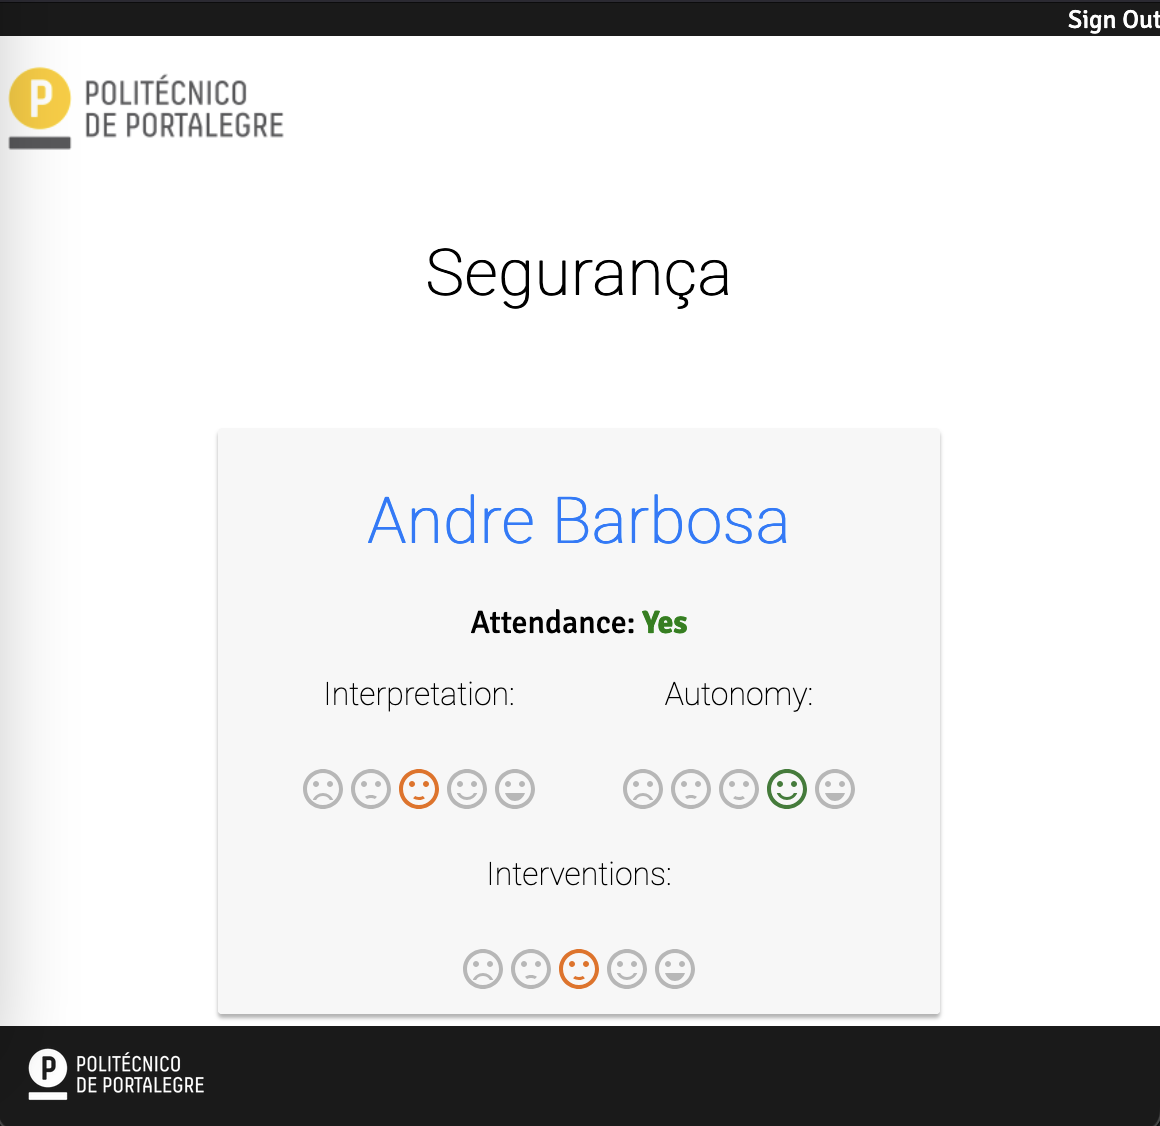 Sign Out
P
POLITÉCNICO
DE PORTALEGRE
Segurança
Andre Barbosa
Attendance: Yes
Interpretation:
Autonomy:
Interventions:
P
POLITÉCNICO
DE PORTALEGRE